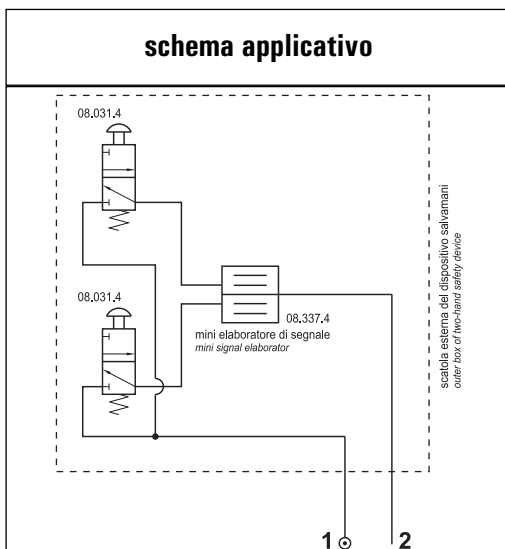 schema applicativo
08.031.4
08.031.4
08.337.4
mini elaboratore di segnale
mini signal elaborator
scatola esterna del dispositivo salvamani
outer box of two-hand safety device
1
2